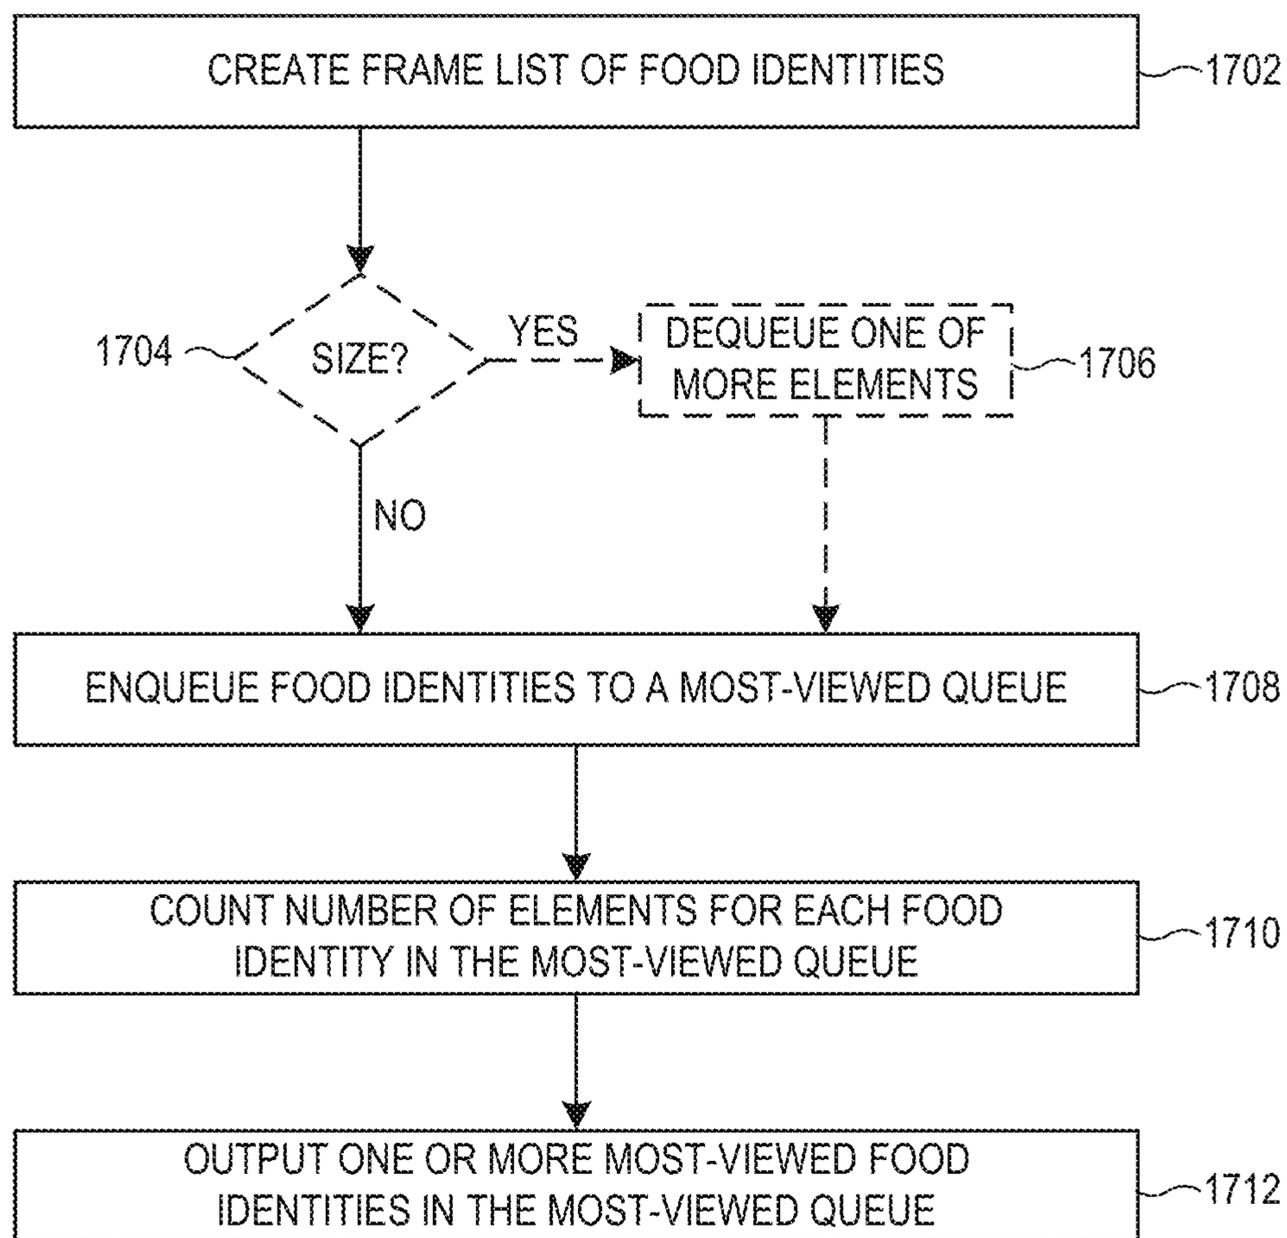 CREATE FRAME LIST OF FOOD IDENTITIES
1702
1704
SIZE?
YES
DEQUEUE ONE OF
MORE ELEMENTS
1706
NO
ENQUEUE FOOD IDENTITIES TO A MOST-VIEWED QUEUE
1708
COUNT NUMBER OF ELEMENTS FOR EACH FOOD
IDENTITY IN THE MOST-VIEWED QUEUE
1710
OUTPUT ONE OR MORE MOST-VIEWED FOOD
IDENTITIES IN THE MOST-VIEWED QUEUE
1712